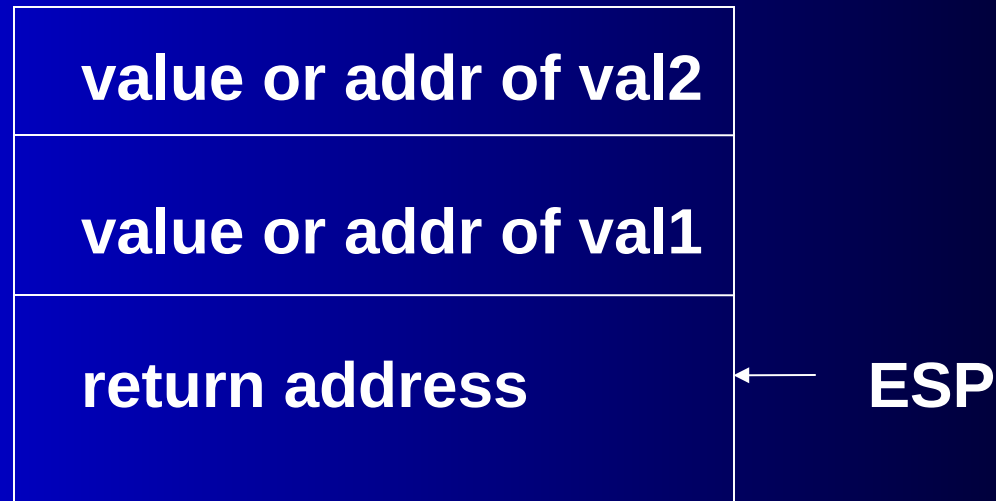 value or addr of val2
value or addr of val1
return address
ESP